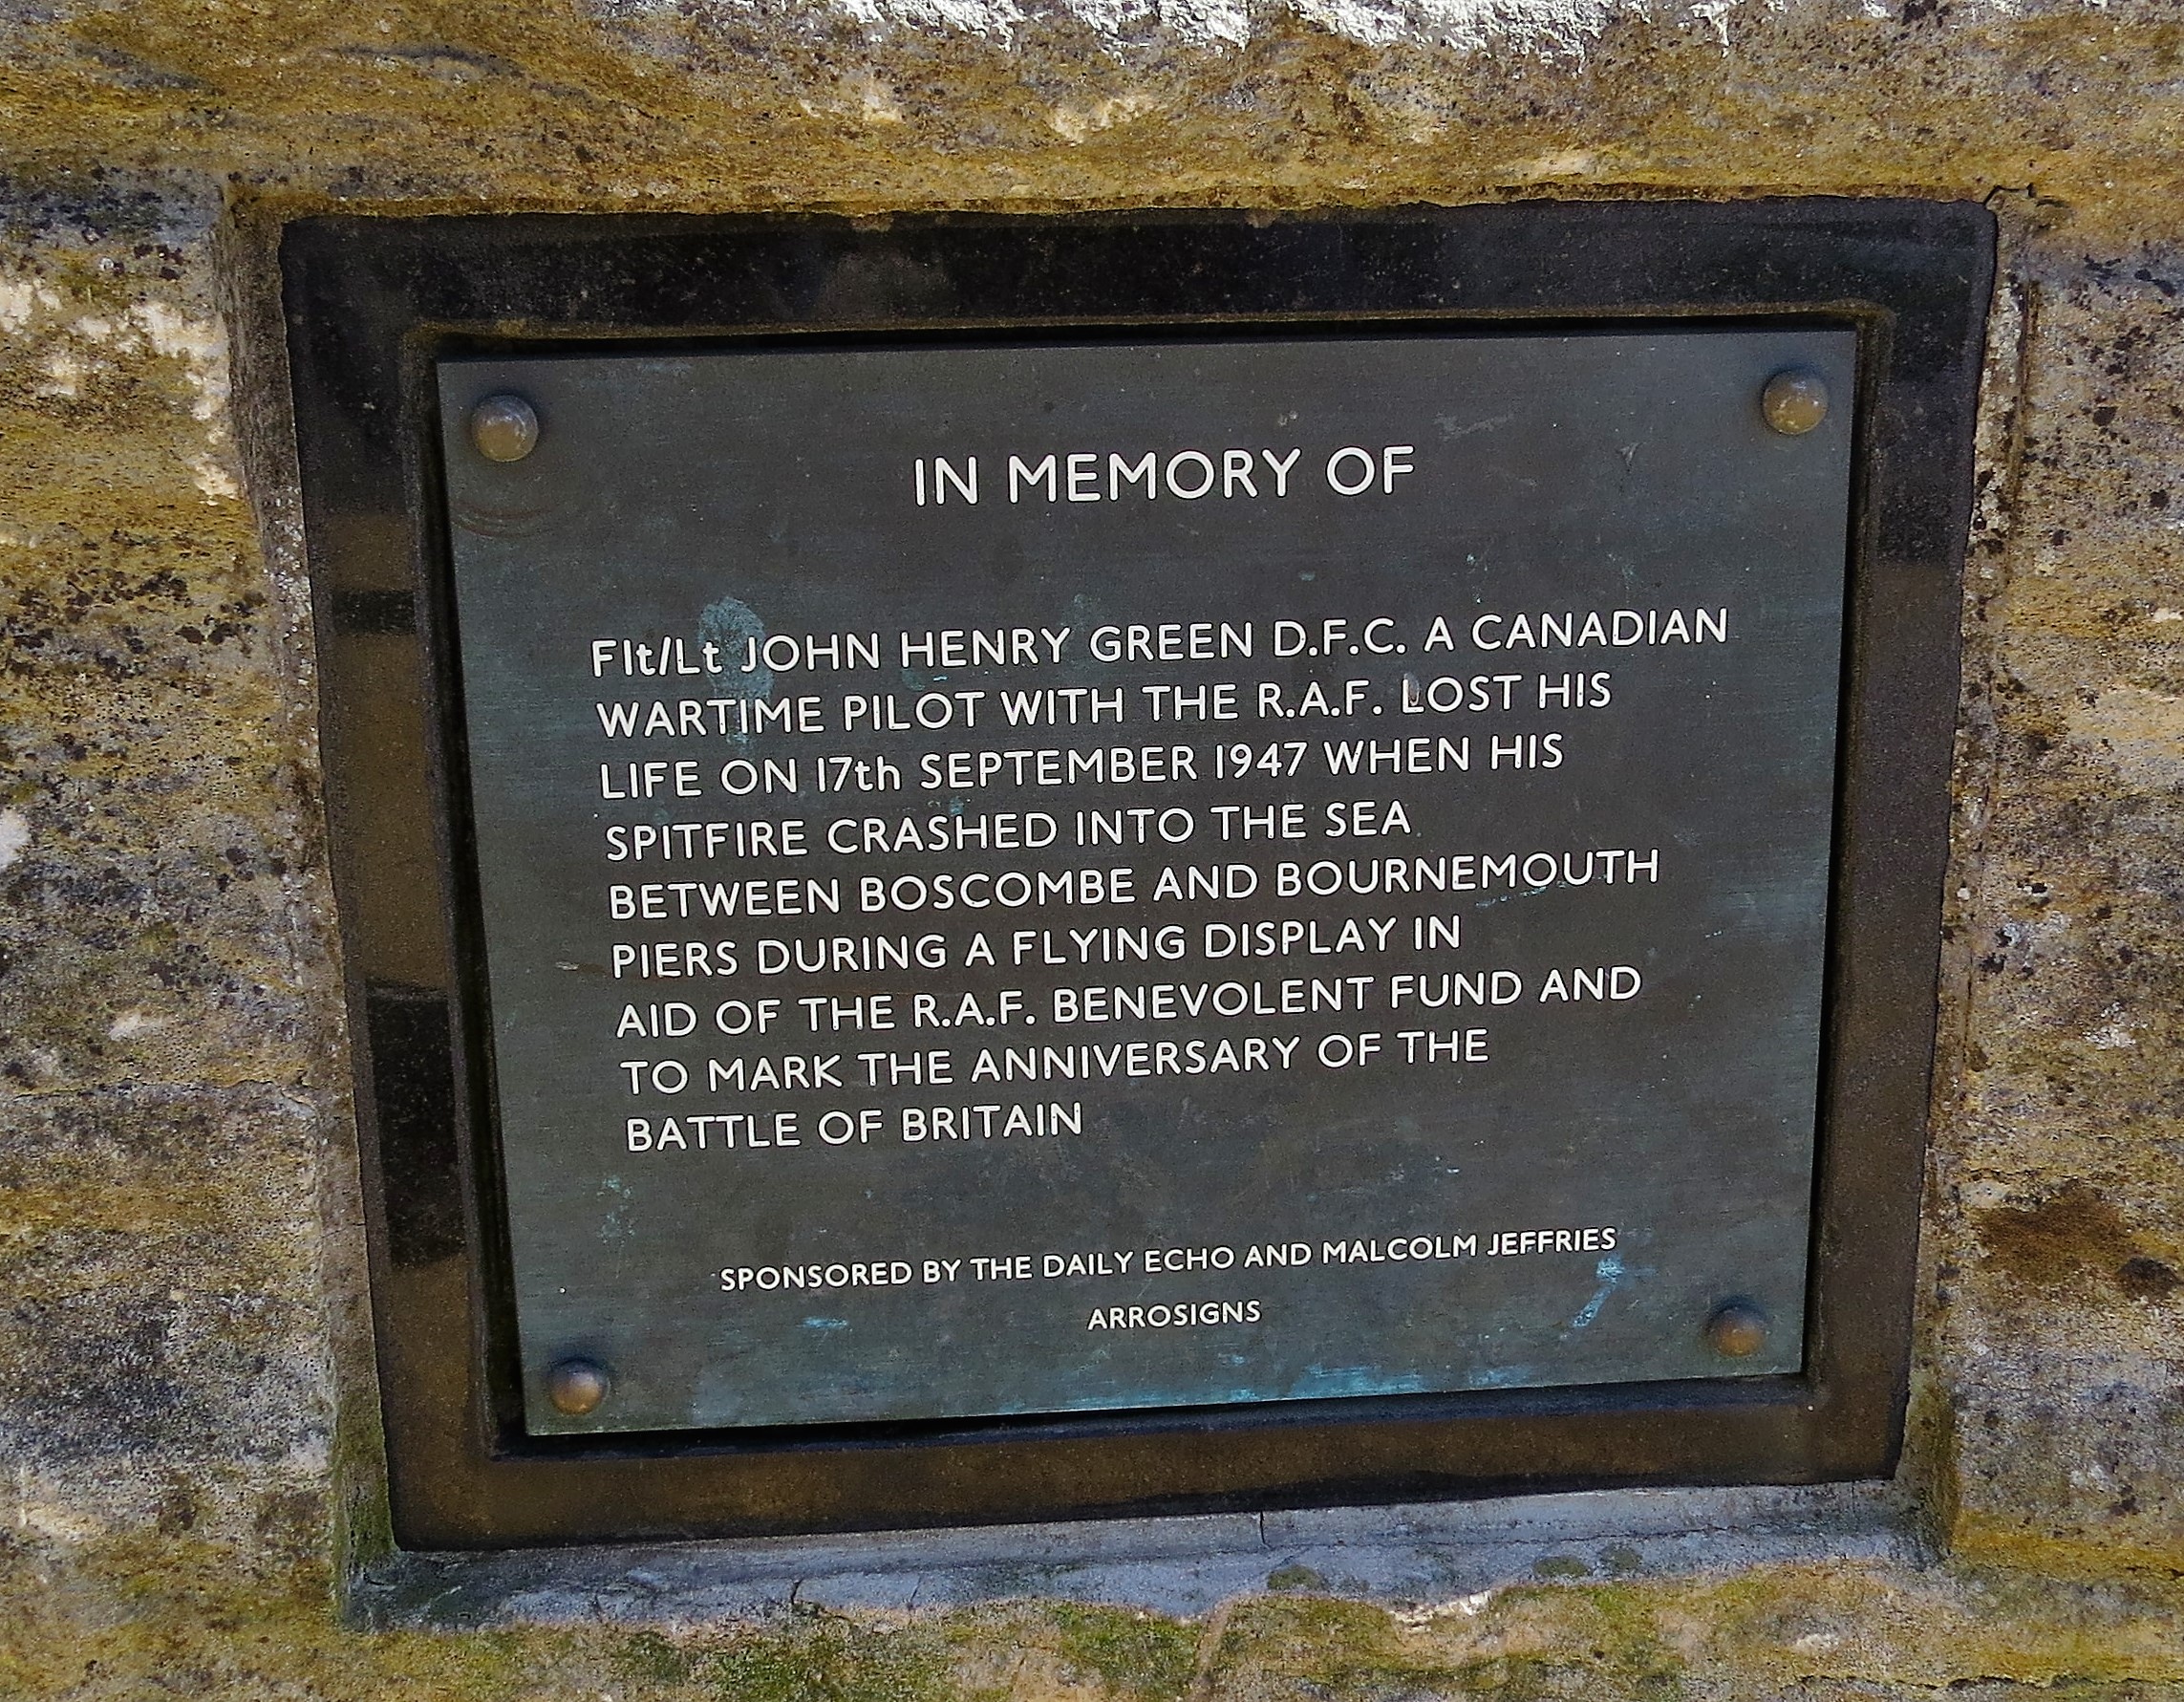 IN MEMORY OF
Flt/Lt JOHN HENRY GREEN D.F.C. A CANADIAN
WARTIME PILOT WITH THE R.A.F. LOST HIS
LIFE ON 17th SEPTEMBER 1947 WHEN HIS
SPITFIRE CRASHED INTO THE SEA
BETWEEN BOSCOMBE AND BOURNEMOUTH
PIERS DURING A FLYING DISPLAY IN
AID OF THE R.A.F. BENEVOLENT FUND AND
TO MARK THE ANNIVERSARY OF THE
BATTLE OF BRITAIN
SPONSORED BY THE DAILY ECHO AND MALCOLM JEFFRIES
ARROSIGNS